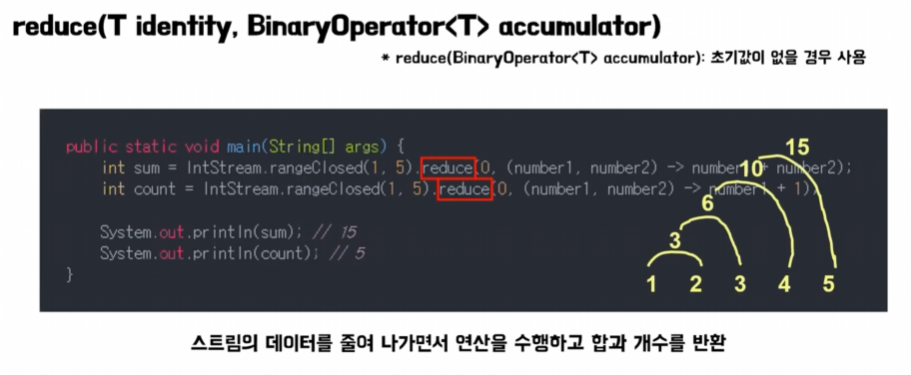 reduce(T identity, BinaryOperator<T> accumulator)
* reduce(BinaryOperator<T> accumulator): 초기값이 없을 경우 사용
public static void main(String[] args) {
int sum = IntStream.rangeClosed(1, 5).reduce(0, (number1, number2) -> number + number2);
int count = IntStream.rangeClosed(1, 5).reduce(0, (number1, number2) -> number1 + 1);
System.out.println(sum); // 15
System.out.println(count); // 5
}
15
10
6
3
1 2 3 4 5
스트림의 데이터를 줄여 나가면서 연산을 수행하고 합과 개수를 반환